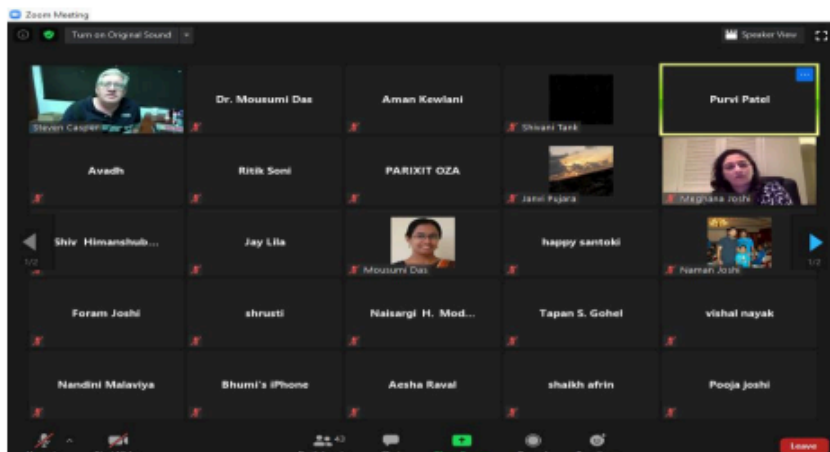 Zoom Meeting
Turn on Original Sound
Speaker View
Steven Casper
Dr. Mousumi Das
Aman Kewlani
Shivani Tank
Purvi Patel
Avadh
Ritik Soni
PARIXIT OZA
Janvi Pujara
Meghana Joshi
Shiv Himanshub...
Jay Lila
Mousumi Das
happy santoki
Naman Joshi
1/2
1/2
Foram Joshi
shrusti
Naisargi H. Mod...
Tapan S. Gohel
vishal nayak
Nandini Malaviya
Bhumi's iPhone
Aesha Raval
shaikh afrin
Pooja joshi
43
Leave